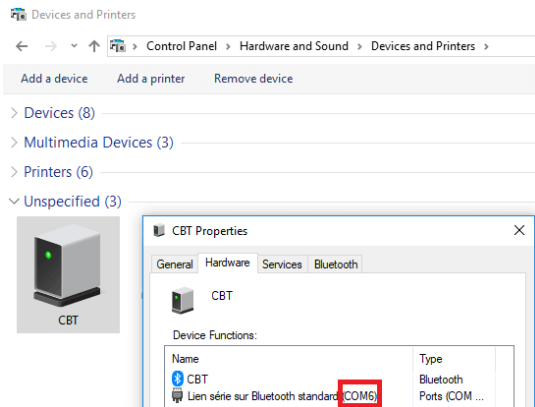 Devices and Printers
Control Panel > Hardware and Sound > Devices and Printers >
Add a device Add a printer Remove device
Devices (8)
Multimedia Devices (3)
Printers (6)
Unspecified (3)
CBT
CBT Properties
General Hardware Services Bluetooth
CBT
Device Functions:
Name Type
CBT Bluetooth
Lien série sur Bluetooth standard (COM6) Ports (COM ...